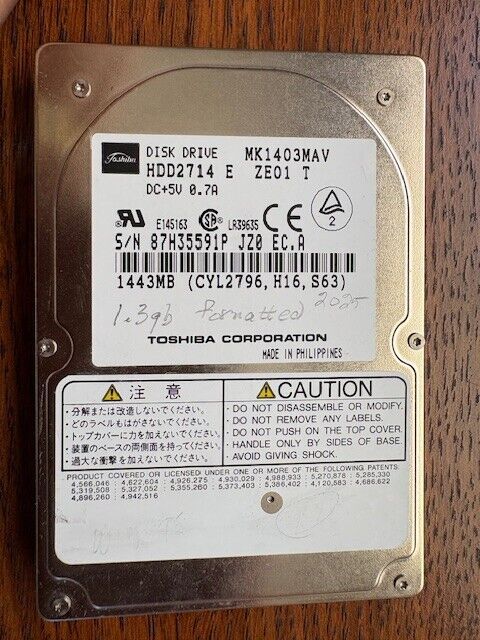 Toshiba
DISK DRIVE MK1403MAV
HDD2714 E ZE01 T
DC+5V 0.7A
E145163 LR39635
2
S/N 87H35591P JZ0 EC.A
1443MB (CYL2796, H16, S63)
1.3gb formatted 2025
TOSHIBA CORPORATION
MADE IN PHILIPPINES
注意
・分解または改造しないでください。
・どのラベルもはがさないでください。
・トップカバーに力を加えないでください。
・装置のベースの両側面を持ってください。
・過大な衝撃を加えないでください。
CAUTION
・DO NOT DISASSEMBLE OR MODIFY.
・DO NOT REMOVE ANY LABELS.
・DO NOT PUSH ON THE TOP COVER.
・HANDLE ONLY BY SIDES OF BASE.
・AVOID GIVING SHOCK.
PRODUCT COVERED OR LICENSED UNDER ONE OR MORE OF THE FOLLOWING PATENTS:
4,566,046 ; 4,622,604 ; 4,926,275 ; 4,930,029 ; 4,988,933 ; 5,270,878 ; 5,285,330
5,319,508 ; 5,327,052 ; 5,355,260 ; 5,373,403 ; 5,386,402 ; 4,120,583 ; 4,686,622
4,896,260 ; 4,942,516